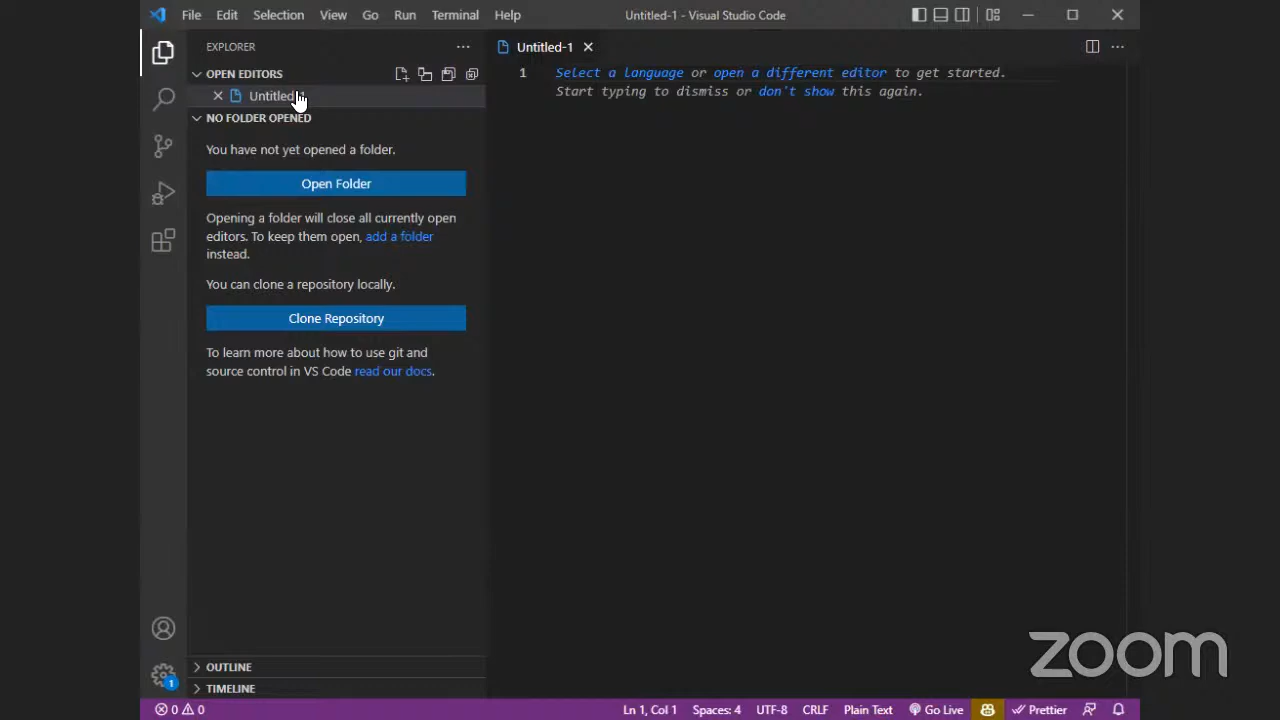 File Edit Selection View Go Run Terminal Help
Untitled-1 - Visual Studio Code
EXPLORER
OPEN EDITORS
Untitled-1
NO FOLDER OPENED
You have not yet opened a folder.
Open Folder
Opening a folder will close all currently open
editors. To keep them open, add a folder
instead.
You can clone a repository locally.
Clone Repository
To learn more about how to use git and
source control in VS Code read our docs.
OUTLINE
TIMELINE
Untitled-1
1
Select a language or open a different editor to get started.
Start typing to dismiss or don't show this again.
1
0 0
Ln 1, Col 1 Spaces: 4 UTF-8 CRLF Plain Text Go Live Prettier
zoom